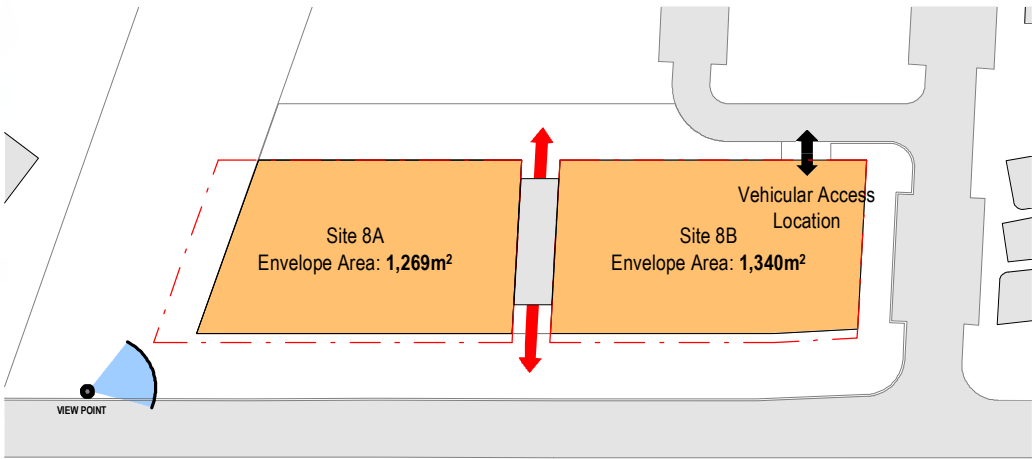 Vehicular Access
Location
Site 8A
Envelope Area: 1,269m²
Site 8B
Envelope Area: 1,340m²
VIEW POINT